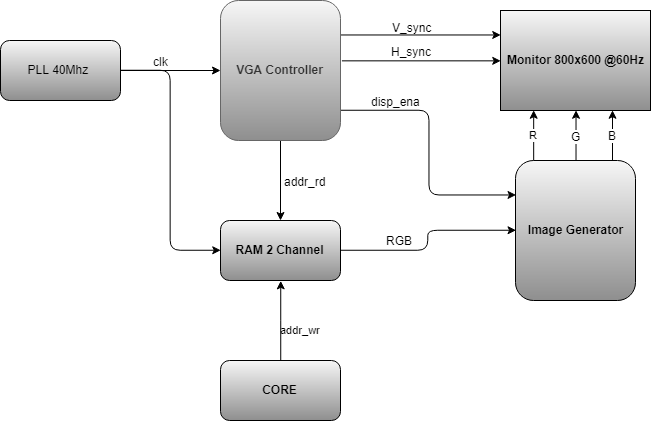 V_sync
H_sync
Monitor 800x600 @60Hz
PLL 40Mhz
clk
VGA Controller
disp_ena
R
G
B
addr_rd
RAM 2 Channel
RGB
Image Generator
addr_wr
CORE